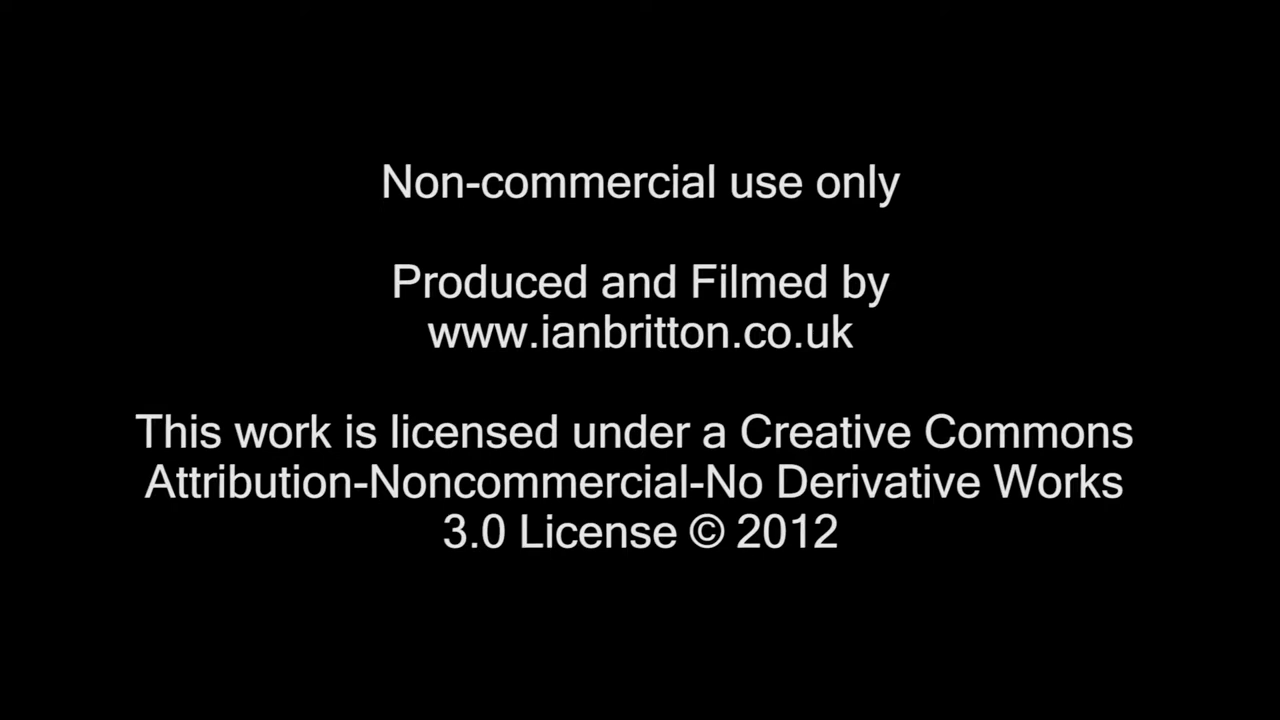 Non-commercial use only
Produced and Filmed by
www.ianbritton.co.uk
This work is licensed under a Creative Commons
Attribution-Noncommercial-No Derivative Works
3.0 License © 2012